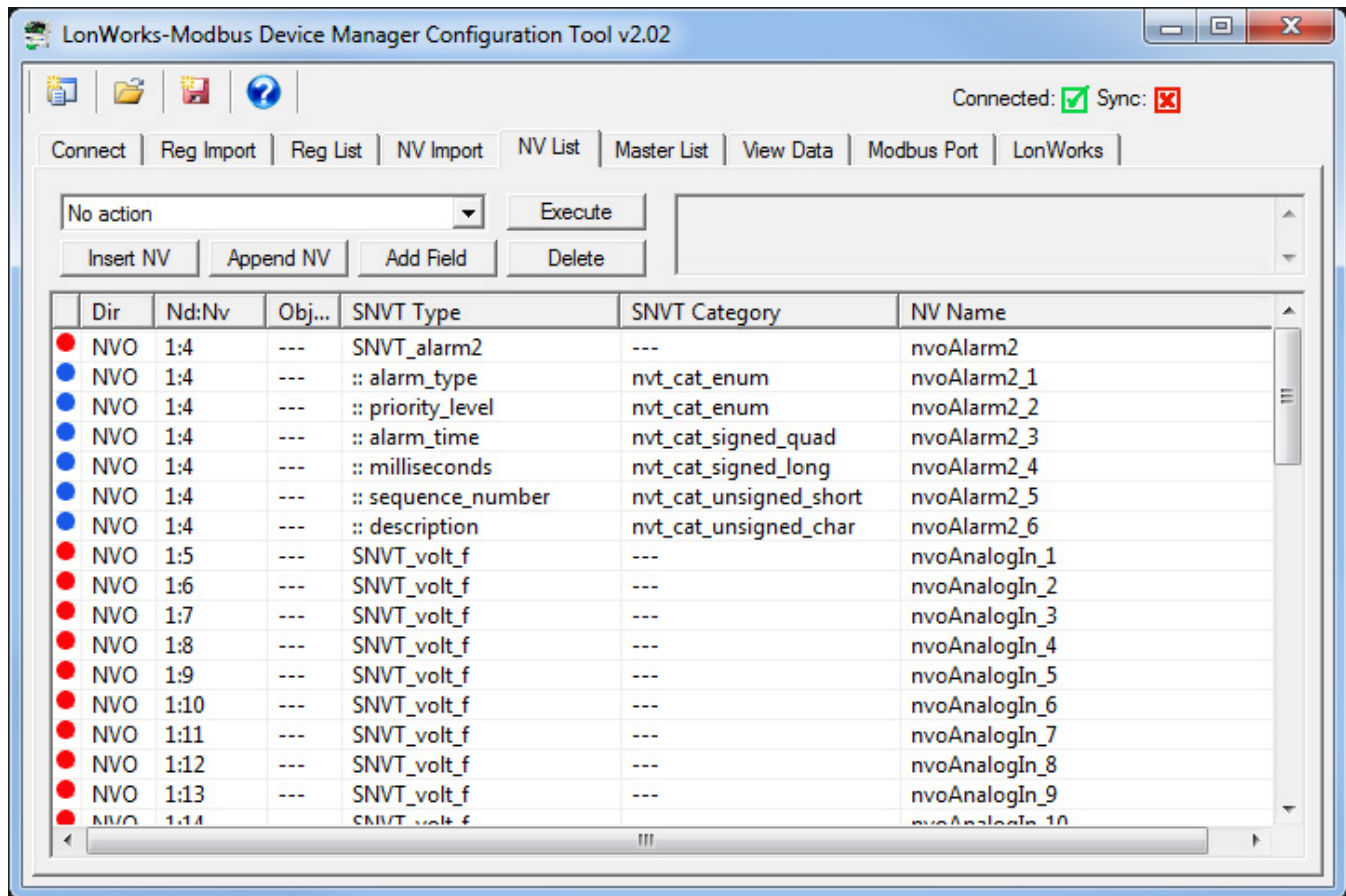 LonWorks-Modbus Device Manager Configuration Tool v2.02
Connected: Sync:
Connect Reg Import Reg List NV Import NV List Master List View Data Modbus Port LonWorks
No action Execute
Insert NV Append NV Add Field Delete
Dir Nd:Nv Obj... SNVT Type SNVT Category NV Name
NVO 1:4 --- SNVT_alarm2 --- nvoAlarm2
NVO 1:4 --- :: alarm_type nvt_cat_enum nvoAlarm2_1
NVO 1:4 --- :: priority_level nvt_cat_enum nvoAlarm2_2
NVO 1:4 --- :: alarm_time nvt_cat_signed_quad nvoAlarm2_3
NVO 1:4 --- :: milliseconds nvt_cat_signed_long nvoAlarm2_4
NVO 1:4 --- :: sequence_number nvt_cat_unsigned_short nvoAlarm2_5
NVO 1:4 --- :: description nvt_cat_unsigned_char nvoAlarm2_6
NVO 1:5 --- SNVT_volt_f --- nvoAnalogIn_1
NVO 1:6 --- SNVT_volt_f --- nvoAnalogIn_2
NVO 1:7 --- SNVT_volt_f --- nvoAnalogIn_3
NVO 1:8 --- SNVT_volt_f --- nvoAnalogIn_4
NVO 1:9 --- SNVT_volt_f --- nvoAnalogIn_5
NVO 1:10 --- SNVT_volt_f --- nvoAnalogIn_6
NVO 1:11 --- SNVT_volt_f --- nvoAnalogIn_7
NVO 1:12 --- SNVT_volt_f --- nvoAnalogIn_8
NVO 1:13 --- SNVT_volt_f --- nvoAnalogIn_9
NVO 1:14 --- SNVT_volt_f --- nvoAnalogIn_10